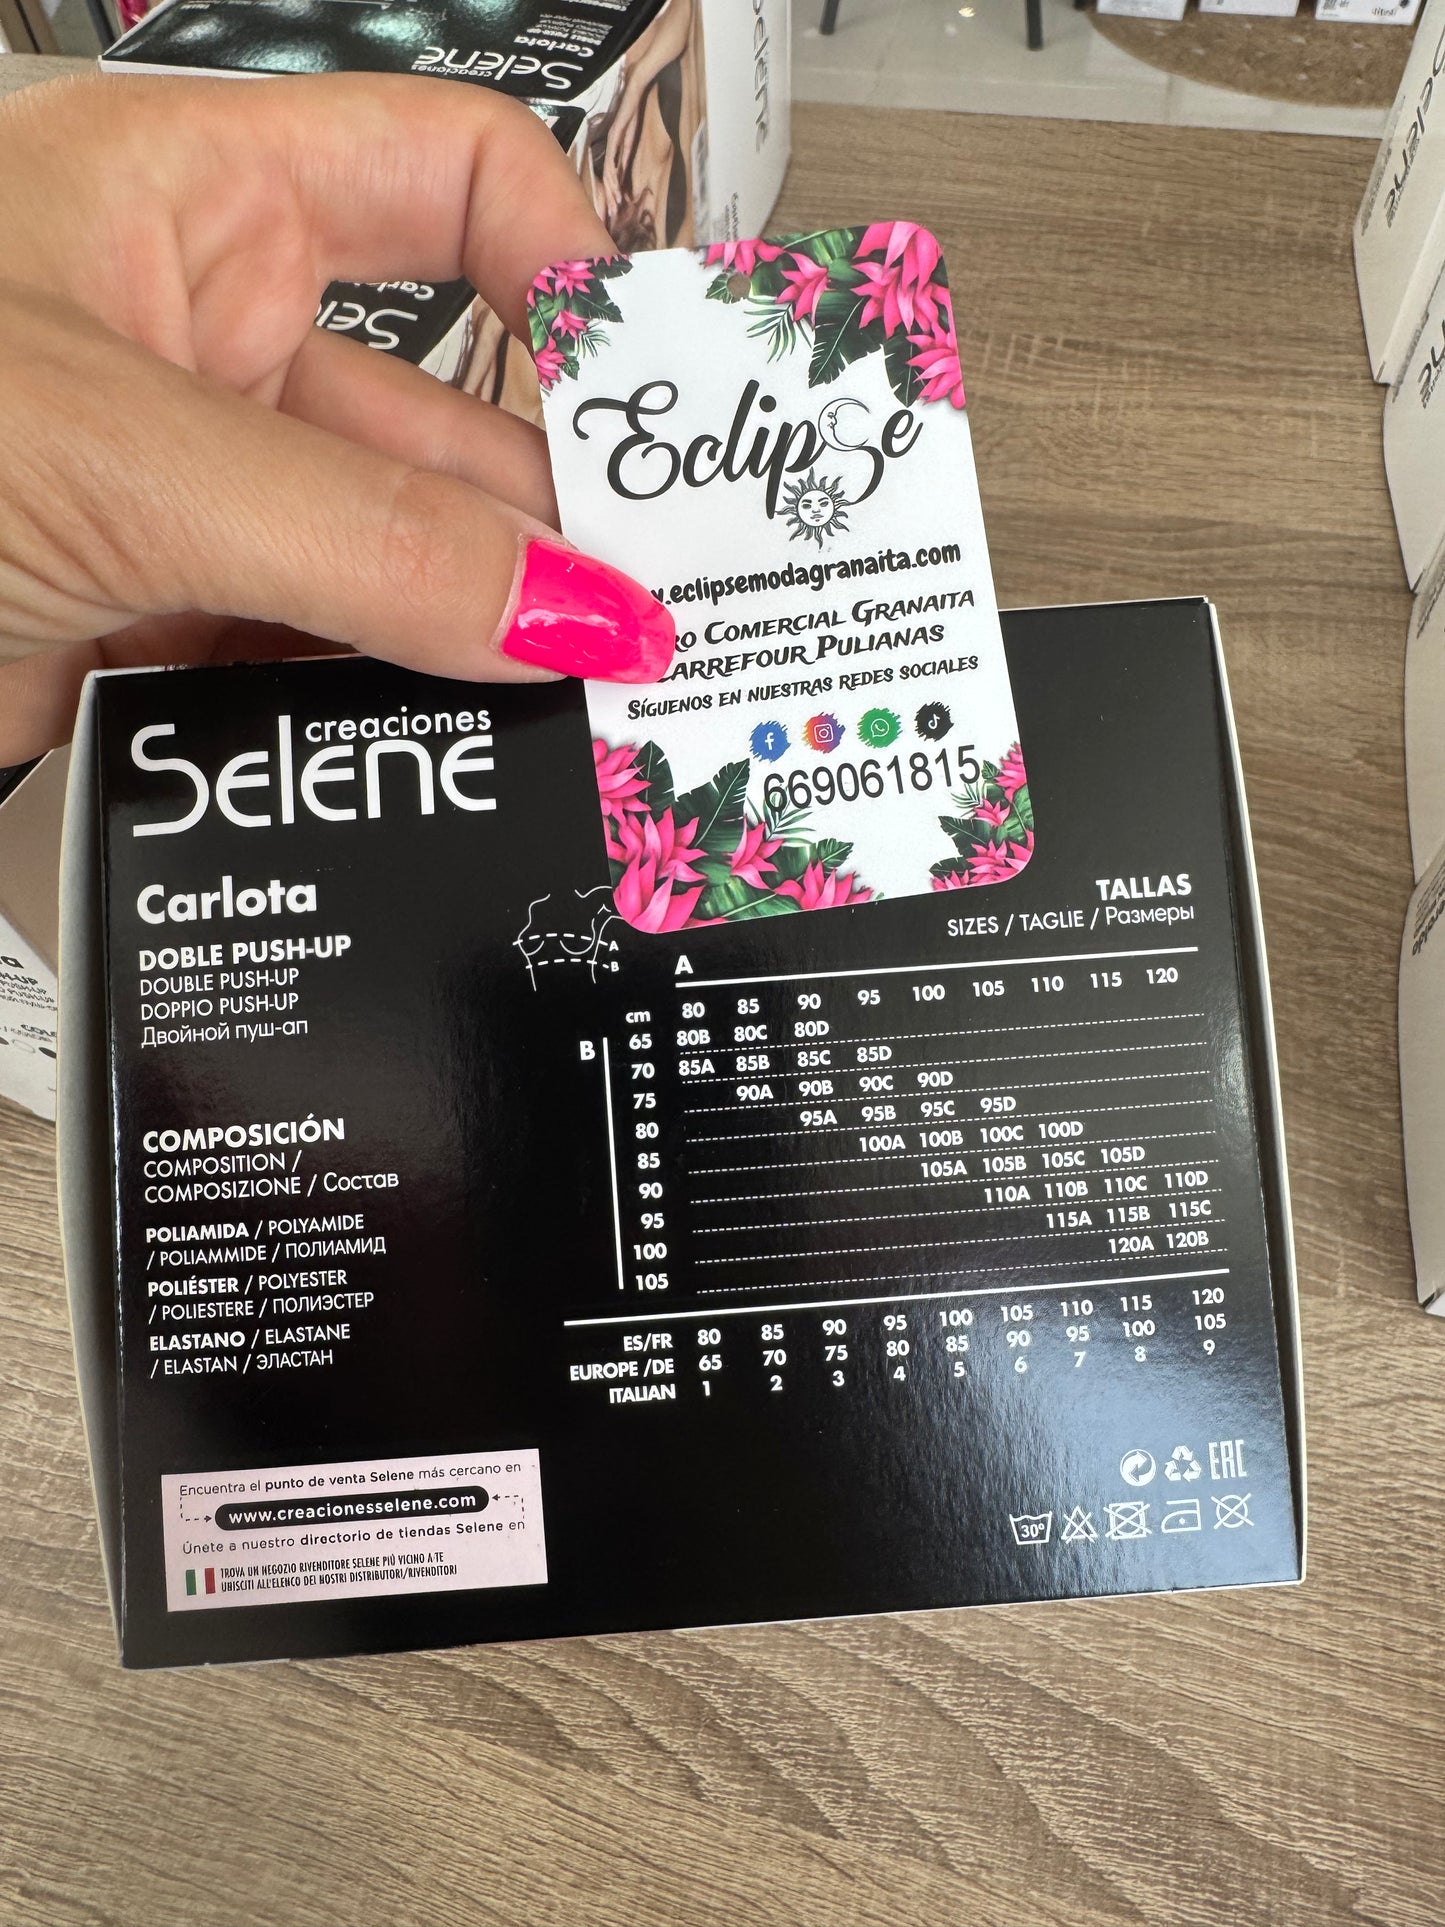 creaciones
Selene
Carlota
Eclipse
.eclipsemodagranaita.com
Comercial Granaita
Carrefour Pulianas
Síguenos en nuestras redes sociales
669061815
creaciones
Selene
Carlota
DOBLE PUSH-UP
DOUBLE PUSH-UP
DOPPIO PUSH-UP
Двойной пуш-ап
COMPOSICIÓN
COMPOSITION /
COMPOSIZIONE / Состав
POLIAMIDA / POLYAMIDE
/ POLIAMMIDE / ПОЛИАМИД
POLIÉSTER / POLYESTER
/ POLIESTERE / ПОЛИЭСТЕР
ELASTANO / ELASTANE
/ ELASTAN / ЭЛАСТАН
A
B
TALLAS
SIZES / TAGLIE / Размеры
A
cm 80 85 90 95 100 105 110 115 120
B
65 80B 80C 80D
70 85A 85B 85C 85D
75 90A 90B 90C 90D
80 95A 95B 95C 95D
85 100A 100B 100C 100D
90 105A 105B 105C 105D
95 110A 110B 110C 110D
100 115A 115B 115C
105 120A 120B
ES/FR 80 85 90 95 100 105 110 115 120
EUROPE /DE 65 70 75 80 85 90 95 100 105
ITALIAN 1 2 3 4 5 6 7 8 9
Encuentra el punto de venta Selene más cercano en
www.creacionesselene.com
Únete a nuestro directorio de tiendas Selene en
TROVA UN NEGOZIO RIVENDITORE SELENE PIÙ VICINO A TE
UNISCITI ALL'ELENCO DEI NOSTRI DISTRIBUTORI/RIVENDITORI
EAC
30°